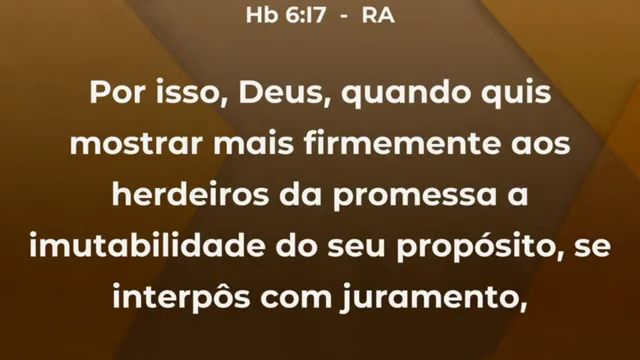 Hb 6:17 - RA
Por isso, Deus, quando quis
mostrar mais firmemente aos
herdeiros da promessa a
imutabilidade do seu propósito, se
interpôs com juramento,